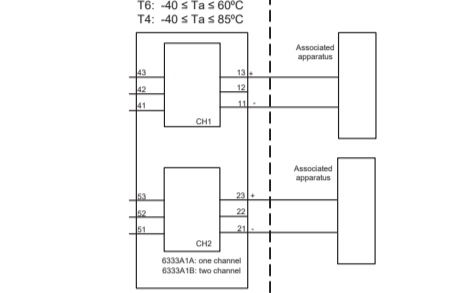 T6: -40 ≤ Ta ≤ 60ºC
T4: -40 ≤ Ta ≤ 85ºC
Associated
apparatus
43
13 +
42
12
41
11 -
CH1
Associated
apparatus
53
23 +
52
22
51
21 -
CH2
6333A1A: one channel
6333A1B: two channel